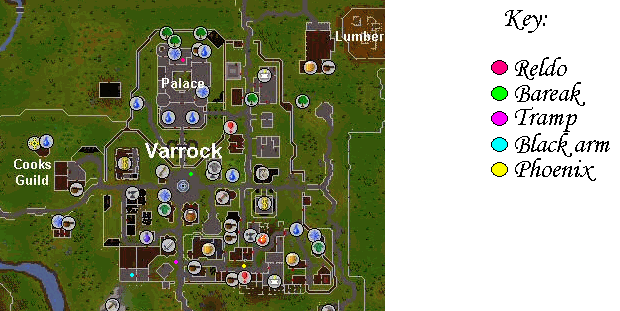 Lumber
Palace
Varrock
Cooks
Guild
Key:
Reldo
Bareak
Tramp
Black arm
Phoenix